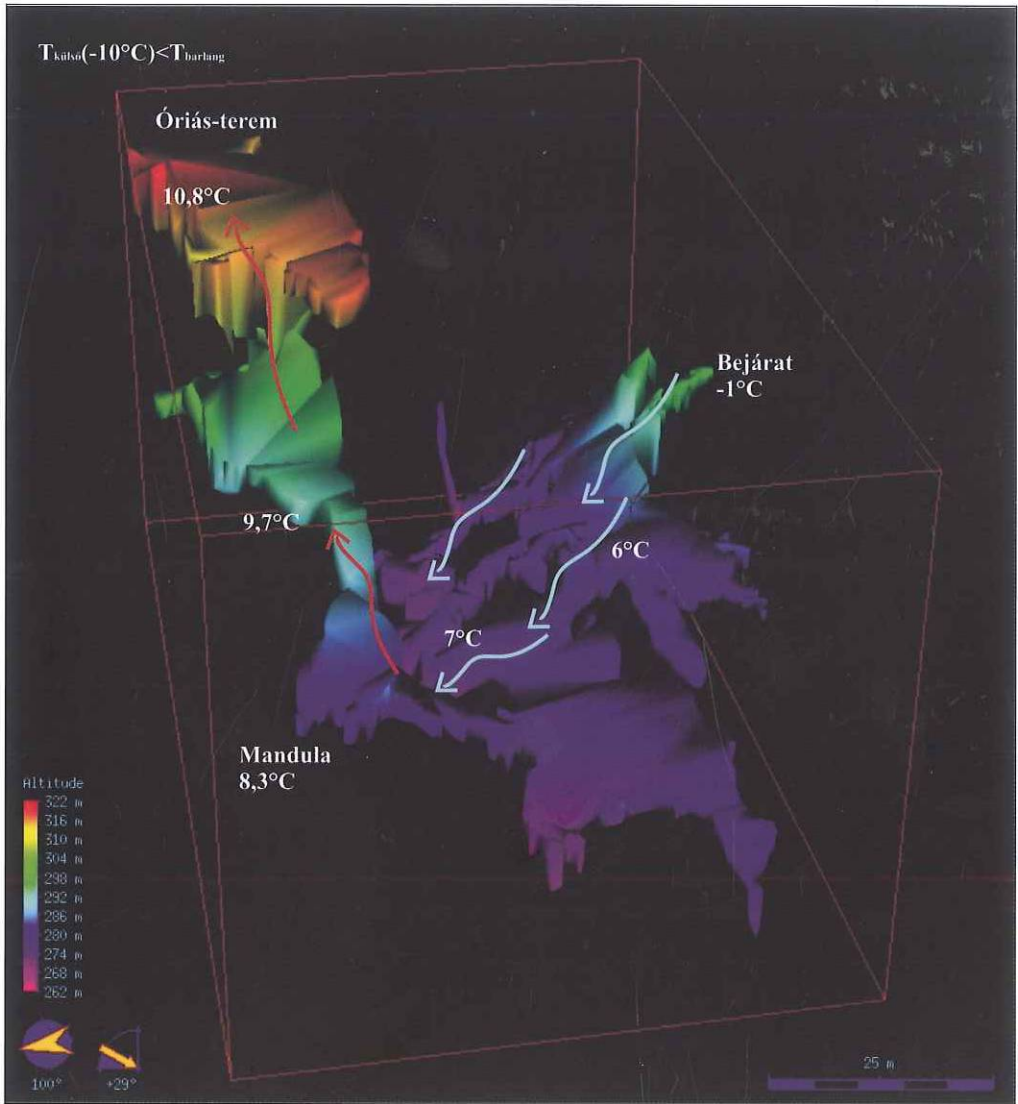 Tkülső(-10°C)<Tbarlang
Óriás-terem
10,8°C
Bejárat
-1°C
9,7°C
6°C
7°C
Mandula
8,3°C
Altitude
322 m
316 m
310 m
304 m
298 m
292 m
286 m
280 m
274 m
268 m
262 m
100°
+29°
25 m